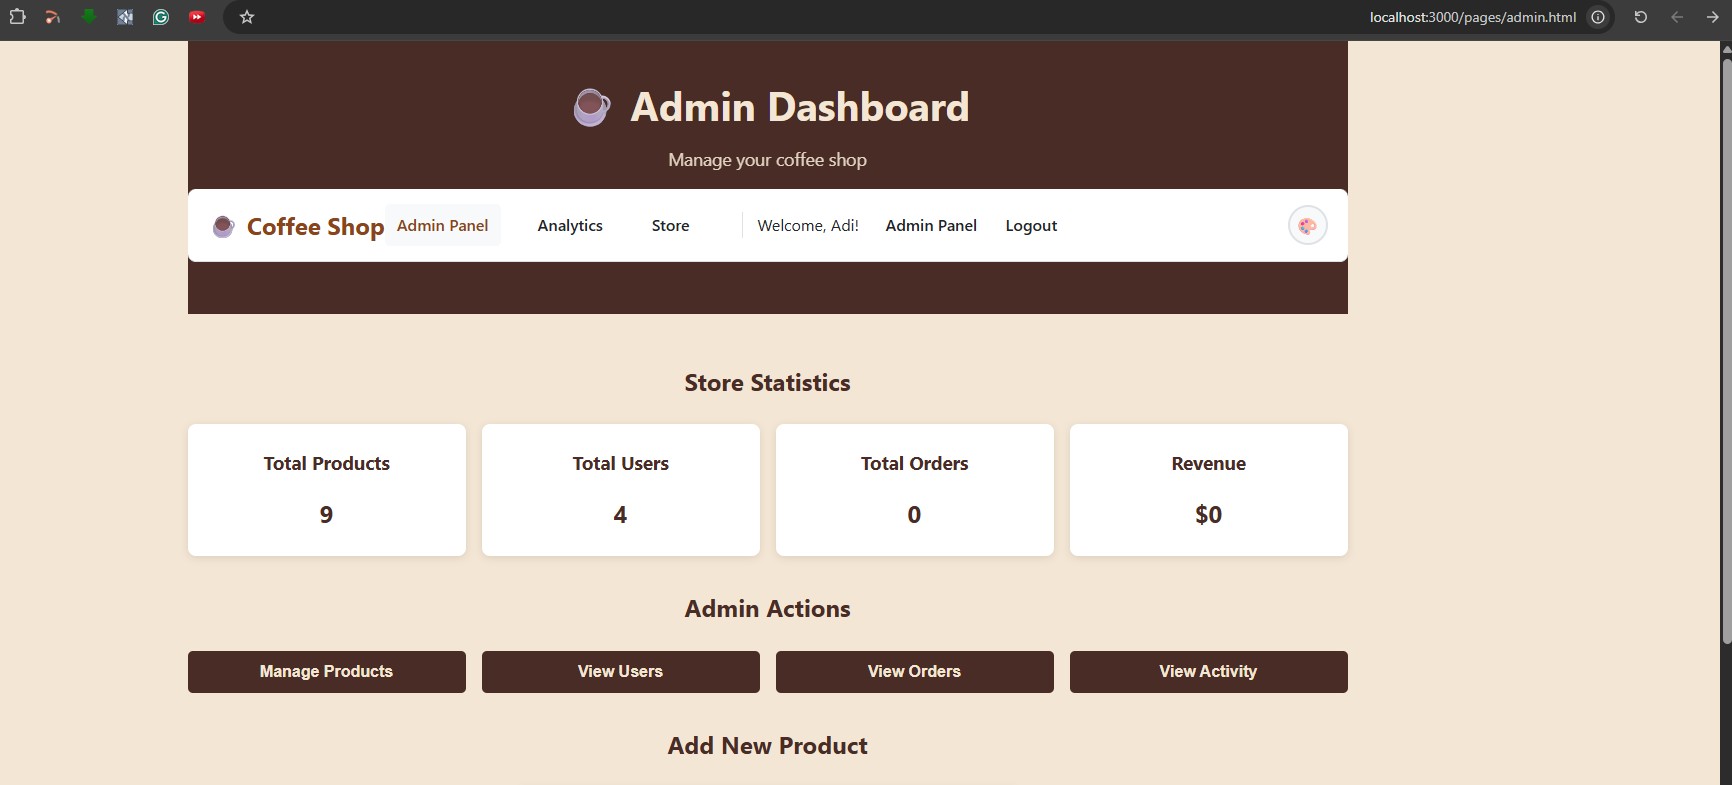 localhost:3000/pages/admin.html
Admin Dashboard
Manage your coffee shop
Coffee Shop Admin Panel Analytics Store Welcome, Adi! Admin Panel Logout
Store Statistics
Total Products Total Users Total Orders Revenue
9 4 0 $0
Admin Actions
Manage Products View Users View Orders View Activity
Add New Product